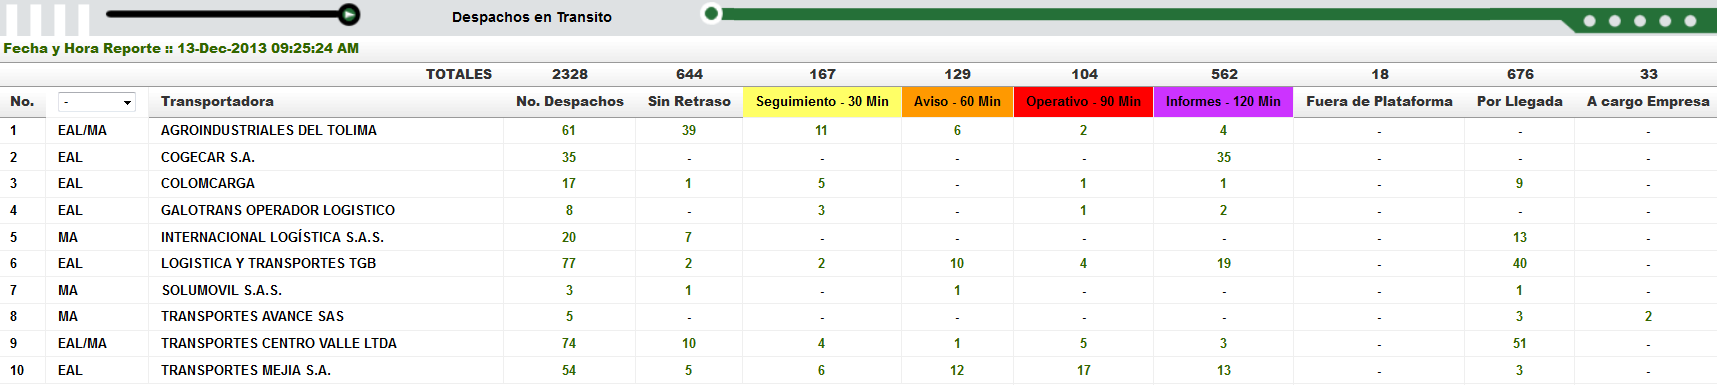 Despachos en Transito
Fecha y Hora Reporte :: 13-Dec-2013 09:25:24 AM
TOTALES 2328 644 167 129 104 562 18 676 33
No. - Transportadora No. Despachos Sin Retraso Seguimiento - 30 Min Aviso - 60 Min Operativo - 90 Min Informes - 120 Min Fuera de Plataforma Por Llegada A cargo Empresa
1 EAL/MA AGROINDUSTRIALES DEL TOLIMA 61 39 11 6 2 4 - - -
2 EAL COGECAR S.A. 35 - - - - 35 - - -
3 EAL COLOMCARGA 17 1 5 - 1 1 - 9 -
4 EAL GALOTRANS OPERADOR LOGISTICO 8 - 3 - 1 2 - - -
5 MA INTERNACIONAL LOGÍSTICA S.A.S. 20 7 - - - - - 13 -
6 EAL LOGISTICA Y TRANSPORTES TGB 77 2 2 10 4 19 - 40 -
7 MA SOLUMOVIL S.A.S. 3 1 - 1 - - - 1 -
8 MA TRANSPORTES AVANCE SAS 5 - - - - - - 3 2
9 EAL/MA TRANSPORTES CENTRO VALLE LTDA 74 10 4 1 5 3 - 51 -
10 EAL TRANSPORTES MEJIA S.A. 54 5 6 12 17 13 - 3 -